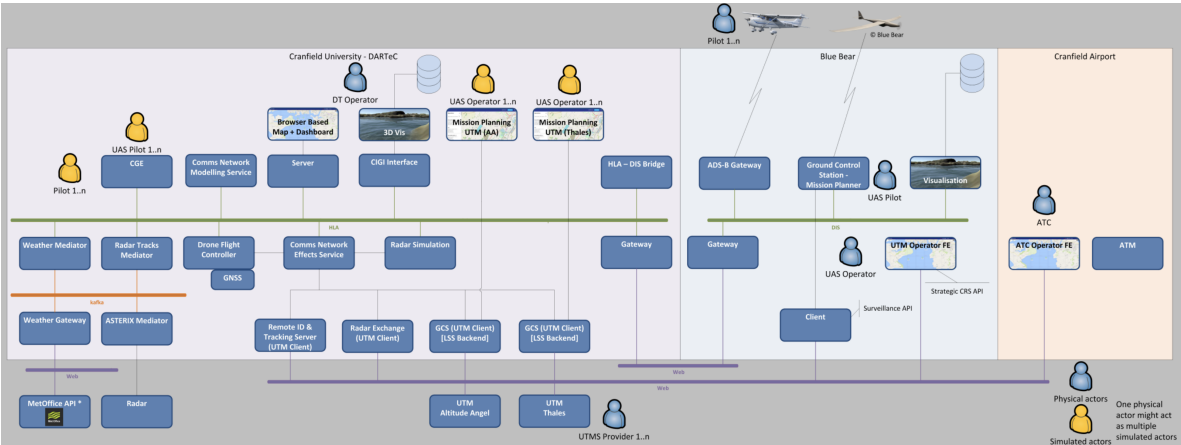 Pilot 1..n
© Blue Bear
Cranfield University - DARTeC
Blue Bear
Cranfield Airport
DT Operator
UAS Operator 1..n
UAS Operator 1..n
Browser Based
Map + Dashboard
3D Vis
Mission Planning
UTM (AA)
Mission Planning
UTM (Thales)
UAS Pilot 1..n
Pilot 1..n
CGE
Comms Network
Modelling Service
Server
CIGI Interface
HLA – DIS Bridge
ADS-B Gateway
Ground Control
Station -
Mission Planner
UAS Pilot
Visualisation
ATC
HLA
DIS
Weather Mediator
Radar Tracks
Mediator
Drone Flight
Controller
GNSS
Comms Network
Effects Service
Radar Simulation
Gateway
Gateway
UAS Operator
UTM Operator FE
ATC Operator FE
ATM
Strategic CRS API
kafka
Weather Gateway
ASTERIX Mediator
Remote ID &
Tracking Server
(UTM Client)
Radar Exchange
(UTM Client)
GCS (UTM Client)
[LSS Backend]
GCS (UTM Client)
[LSS Backend]
Client
Surveillance API
Web
Web
Web
MetOffice API *
MetOffice
Radar
UTM
Altitude Angel
UTM
Thales
UTMS Provider 1..n
Physical actors
Simulated actors
One physical
actor might act
as multiple
simulated actors